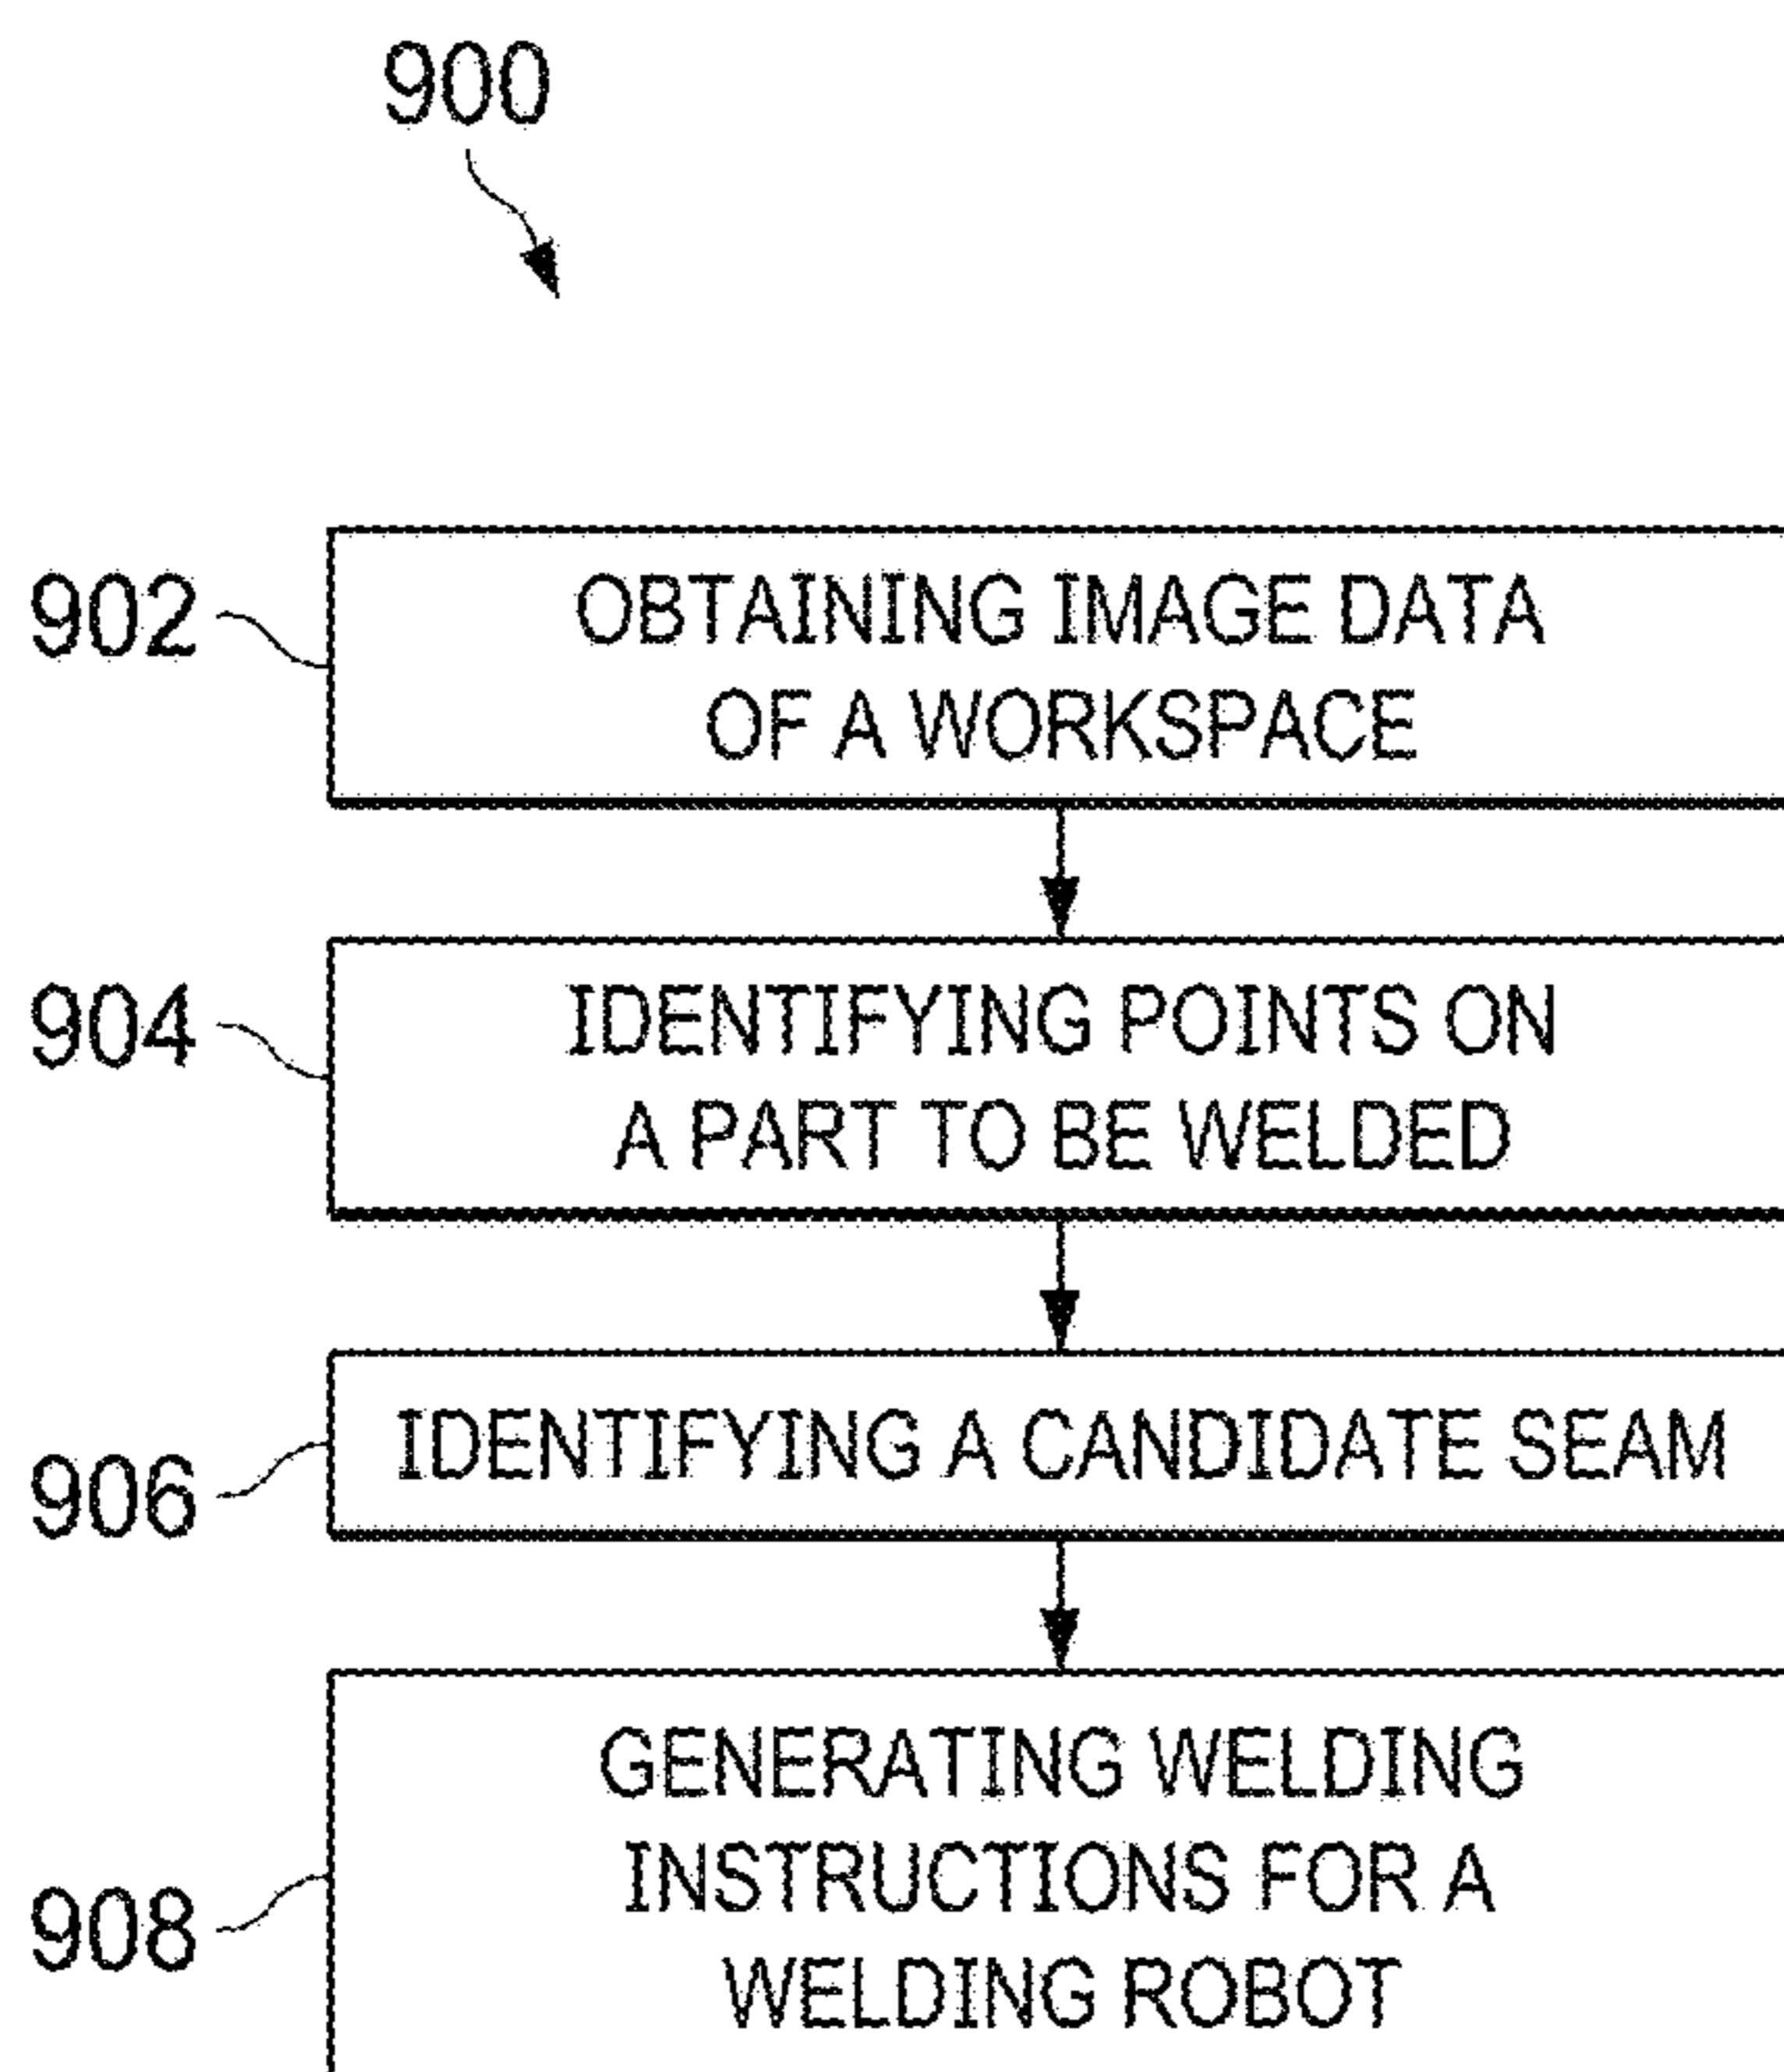 900
902
OBTAINING IMAGE DATA
OF A WORKSPACE
904
IDENTIFYING POINTS ON
A PART TO BE WELDED
906
IDENTIFYING A CANDIDATE SEAM
908
GENERATING WELDING
INSTRUCTIONS FOR A
WELDING ROBOT